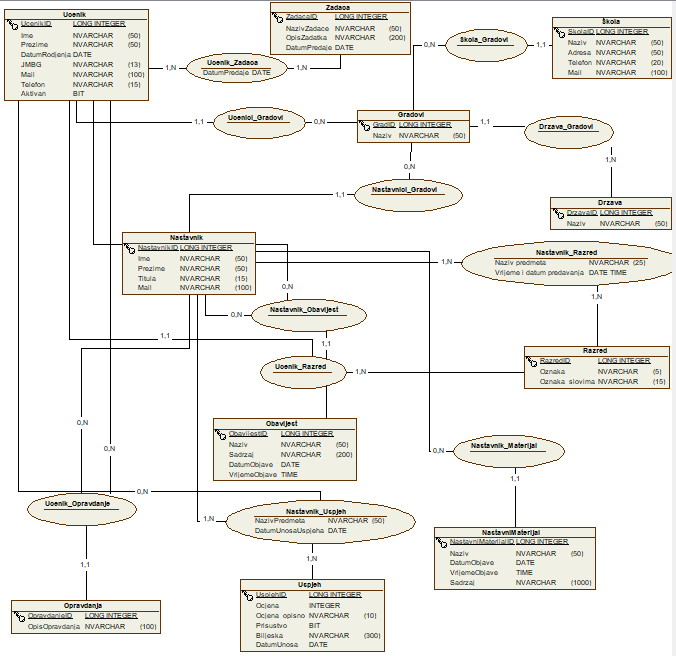 Ucenik
UcenikID LONG INTEGER
Ime NVARCHAR (50)
Prezime NVARCHAR (50)
DatumRodjenja DATE
JMBG NVARCHAR (13)
Mail NVARCHAR (100)
Telefon NVARCHAR (15)
Aktivan BIT
Zadaca
ZadacaID LONG INTEGER
NazivZadace NVARCHAR (50)
OpisZadatka NVARCHAR (200)
DatumPredaje DATE
Škola
SkolaID LONG INTEGER
Naziv NVARCHAR (50)
Adresa NVARCHAR (50)
Telefon NVARCHAR (20)
Mail NVARCHAR (100)
0,N
Škola_Gradovi
1,1
1,N
Ucenik_Zadaca
DatumPredaje DATE
1,N
1,1
Ucenici_Gradovi
0,N
Gradovi
GradID LONG INTEGER
Naziv NVARCHAR (50)
1,1
Drzava_Gradovi
1,N
0,N
Drzava
DrzavaID LONG INTEGER
Naziv NVARCHAR (50)
1,1
Nastavnici_Gradovi
Nastavnik
NastavnikID LONG INTEGER
Ime NVARCHAR (50)
Prezime NVARCHAR (50)
Titula NVARCHAR (15)
Mail NVARCHAR (100)
1,N
Nastavnik_Razred
Naziv predmeta NVARCHAR (25)
Vrijeme i datum predavanja DATE TIME
0,N
1,N
0,N
Nastavnik_Obavijest
1,1
1,1
Ucenik_Razred
1,N
Razred
RazredID LONG INTEGER
Oznaka NVARCHAR (5)
Oznaka slovima NVARCHAR (15)
0,N
Obavijest
ObavijestID LONG INTEGER
Naziv NVARCHAR (50)
Sadrzaj NVARCHAR (200)
DatumObjave DATE
VrijemeObjave TIME
0,N
0,N
Nastavnik_Materijal
1,1
0,N
Ucenik_Opravdanje
1,N
Nastavnik_Uspjeh
NazivPredmeta NVARCHAR (50)
DatumUnosaUspjeha DATE
NastavniMaterijal
NastavniMaterijalID LONG INTEGER
Naziv NVARCHAR (50)
DatumObjave DATE
VrijemeObjave TIME
Sadrzaj NVARCHAR (1000)
1,1
1,N
Opravdanja
OpravdanjeID LONG INTEGER
OpisOpravdanja NVARCHAR (100)
Uspjeh
UspjehID LONG INTEGER
Ocjena INTEGER
Ocjena opisno NVARCHAR (10)
Prisustvo BIT
Biljeska NVARCHAR (300)
DatumUnosa DATE